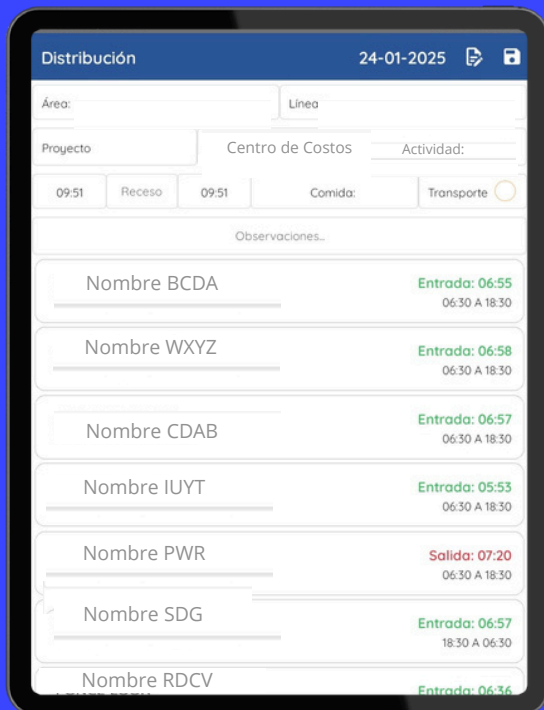 Distribución 24-01-2025
Área: Línea
Proyecto Centro de Costos Actividad:
09:51 Receso 09:51 Comida: Transporte
Observaciones...
Nombre BCDA Entrada: 06:55
06:30 A 18:30
Nombre WXYZ Entrada: 06:58
06:30 A 18:30
Nombre CDAB Entrada: 06:57
06:30 A 18:30
Nombre IUYT Entrada: 05:53
06:30 A 18:30
Nombre PWR Salida: 07:20
06:30 A 18:30
Nombre SDG Entrada: 06:57
18:30 A 06:30
Nombre RDCV Entrada: 06:36